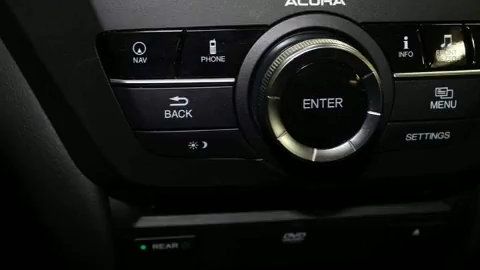 ACURA
NAV
PHONE
i
INFO
BACK
ENTER
MENU
SETTINGS
REAR
DVD